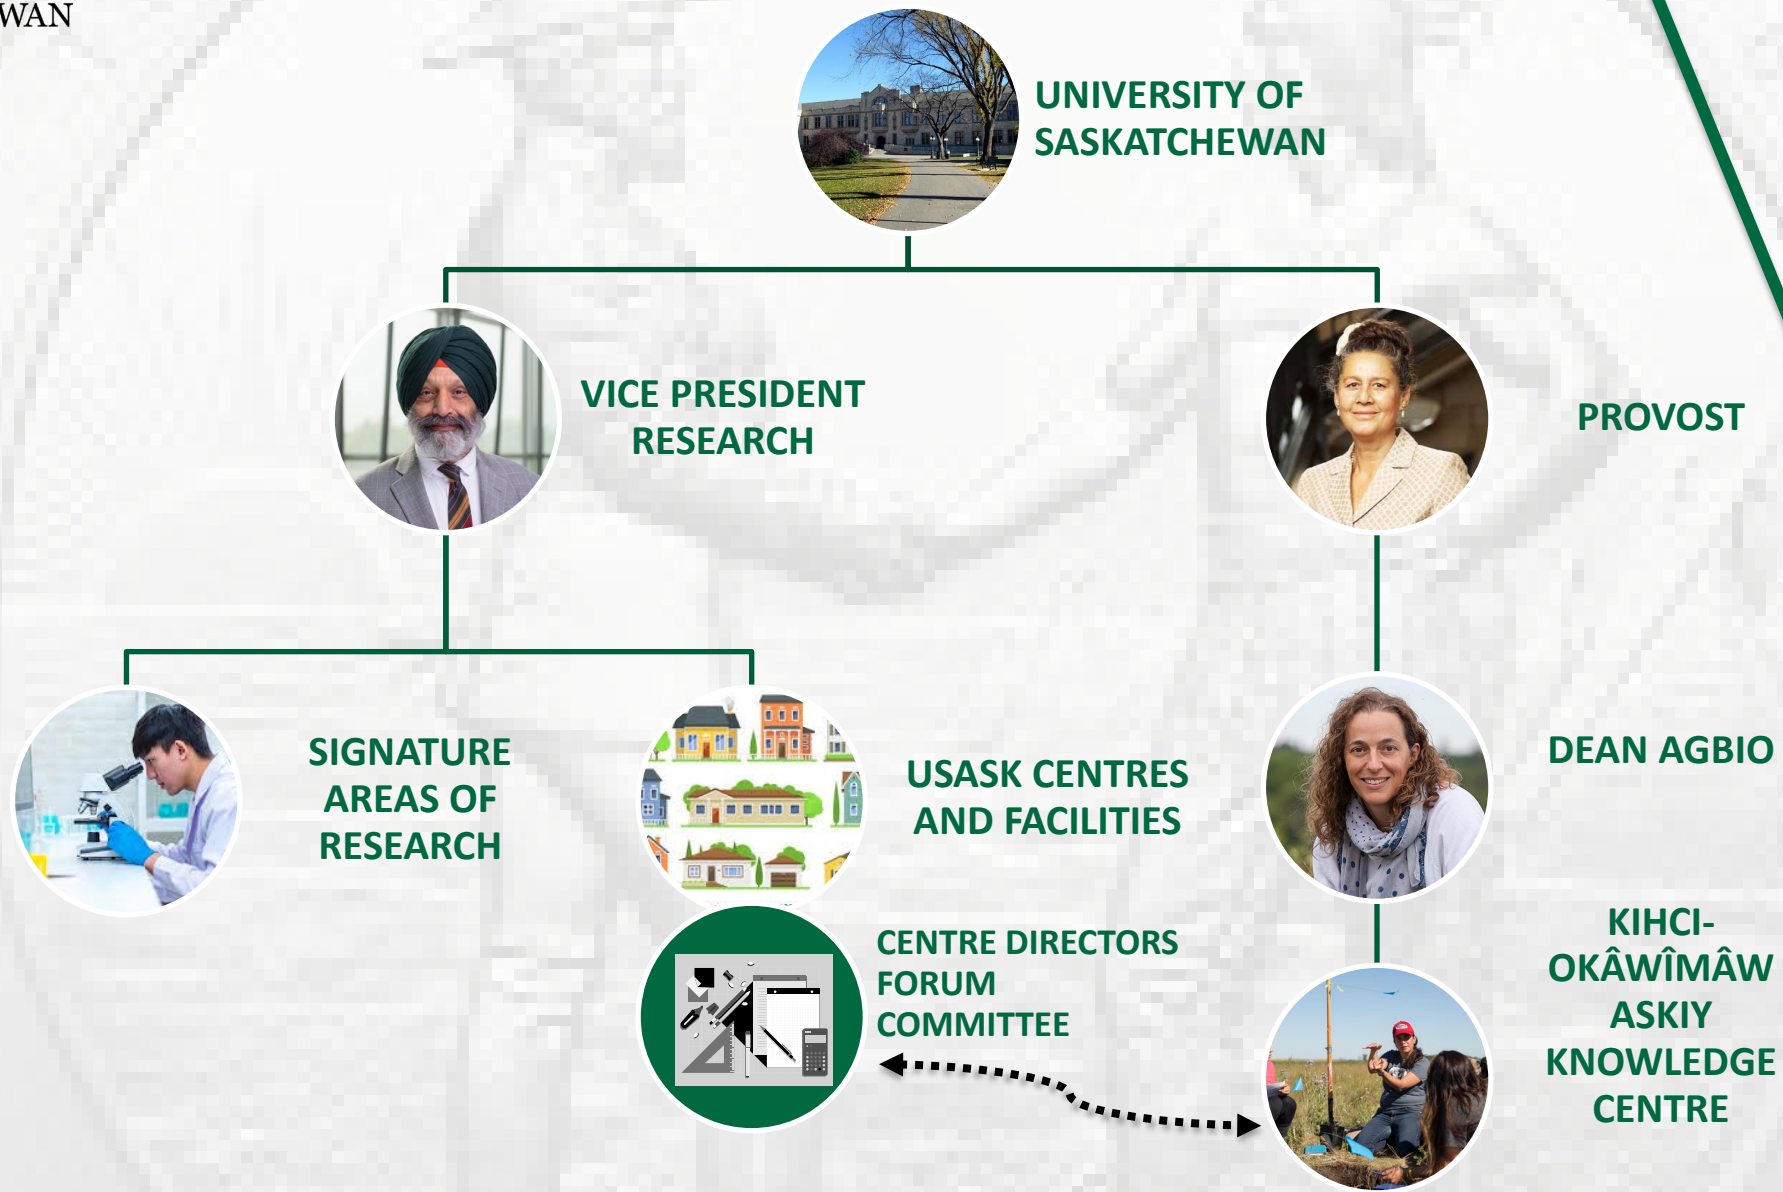 WAN
UNIVERSITY OF
SASKATCHEWAN
VICE PRESIDENT
RESEARCH
PROVOST
SIGNATURE
AREAS OF
RESEARCH
USASK CENTRES
AND FACILITIES
DEAN AGBIO
CENTRE DIRECTORS
FORUM
COMMITTEE
KIHCI-
OKÂWÎMÂW
ASKIY
KNOWLEDGE
CENTRE